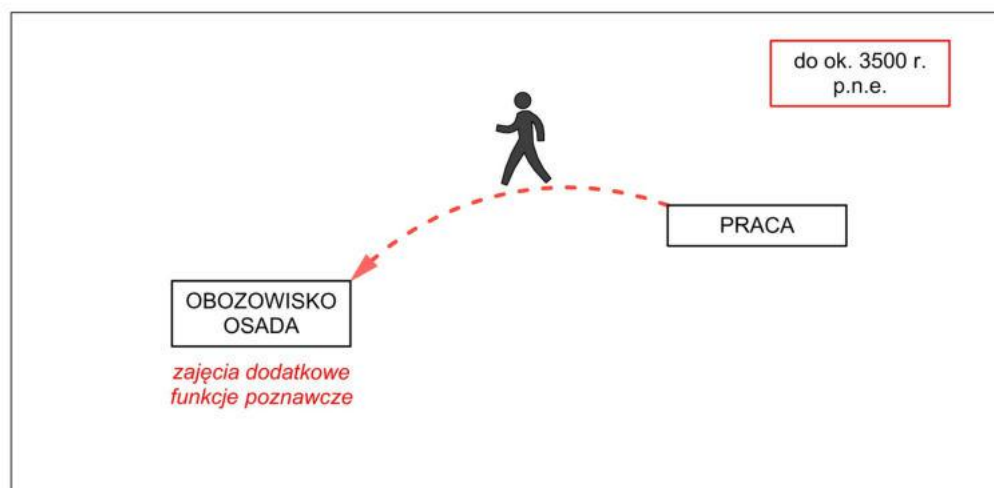 do ok. 3500 r.
p.n.e.
PRACA
OBOZOWISKO
OSADA
zajęcia dodatkowe
funkcje poznawcze